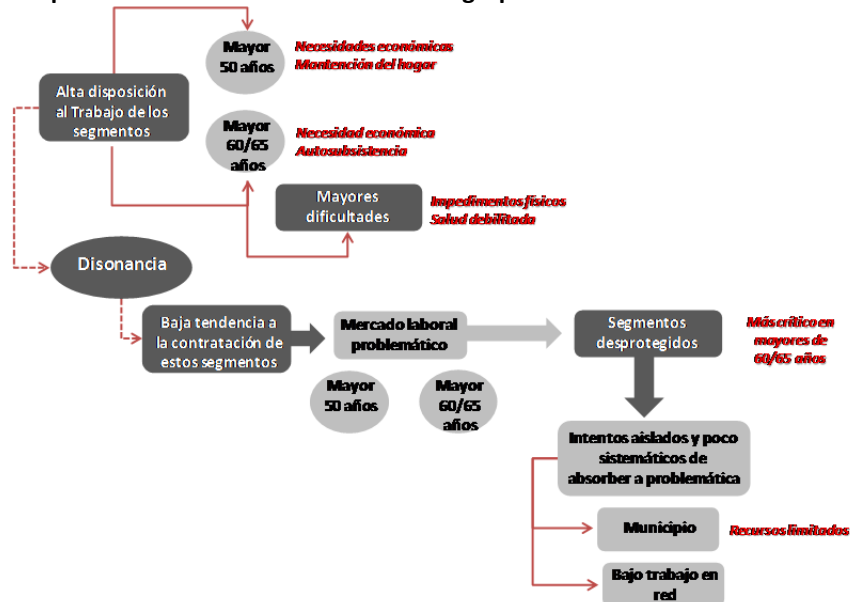 Mayor
50 años
Necesidades económicas
Mantención del hogar
Alta disposición
al Trabajo de los
segmentos
Mayor
60/65
años
Necesidad económica
Autosubsistencia
Mayores
dificultades
Impedimentos físicos
Salud debilitada
Disonancia
Baja tendencia a
la contratación de
estos segmentos
Mercado laboral
problemático
Segmentos
desprotegidos
Más crítico en
mayores de
60/65 años
Mayor
50 años
Mayor
60/65
años
Intentos aislados y poco
sistemáticos de
absorber a problemática
Municipio
Recursos limitados
Bajo trabajo en
red